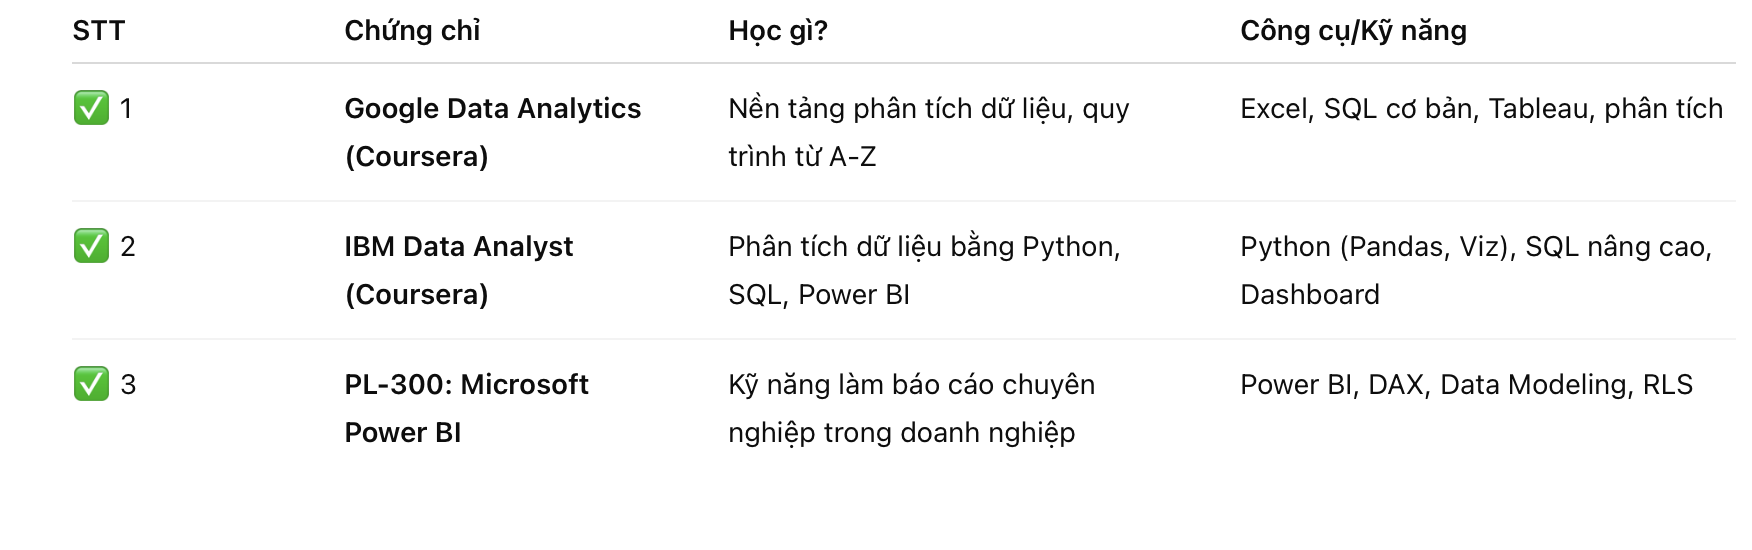 STT Chứng chỉ Học gì? Công cụ/Kỹ năng
✅ 1 Google Data Analytics Nền tảng phân tích dữ liệu, quy Excel, SQL cơ bản, Tableau, phân tích
(Coursera) trình từ A-Z
✅ 2 IBM Data Analyst Phân tích dữ liệu bằng Python, Python (Pandas, Viz), SQL nâng cao,
(Coursera) SQL, Power BI Dashboard
✅ 3 PL-300: Microsoft Kỹ năng làm báo cáo chuyên Power BI, DAX, Data Modeling, RLS
Power BI nghiệp trong doanh nghiệp